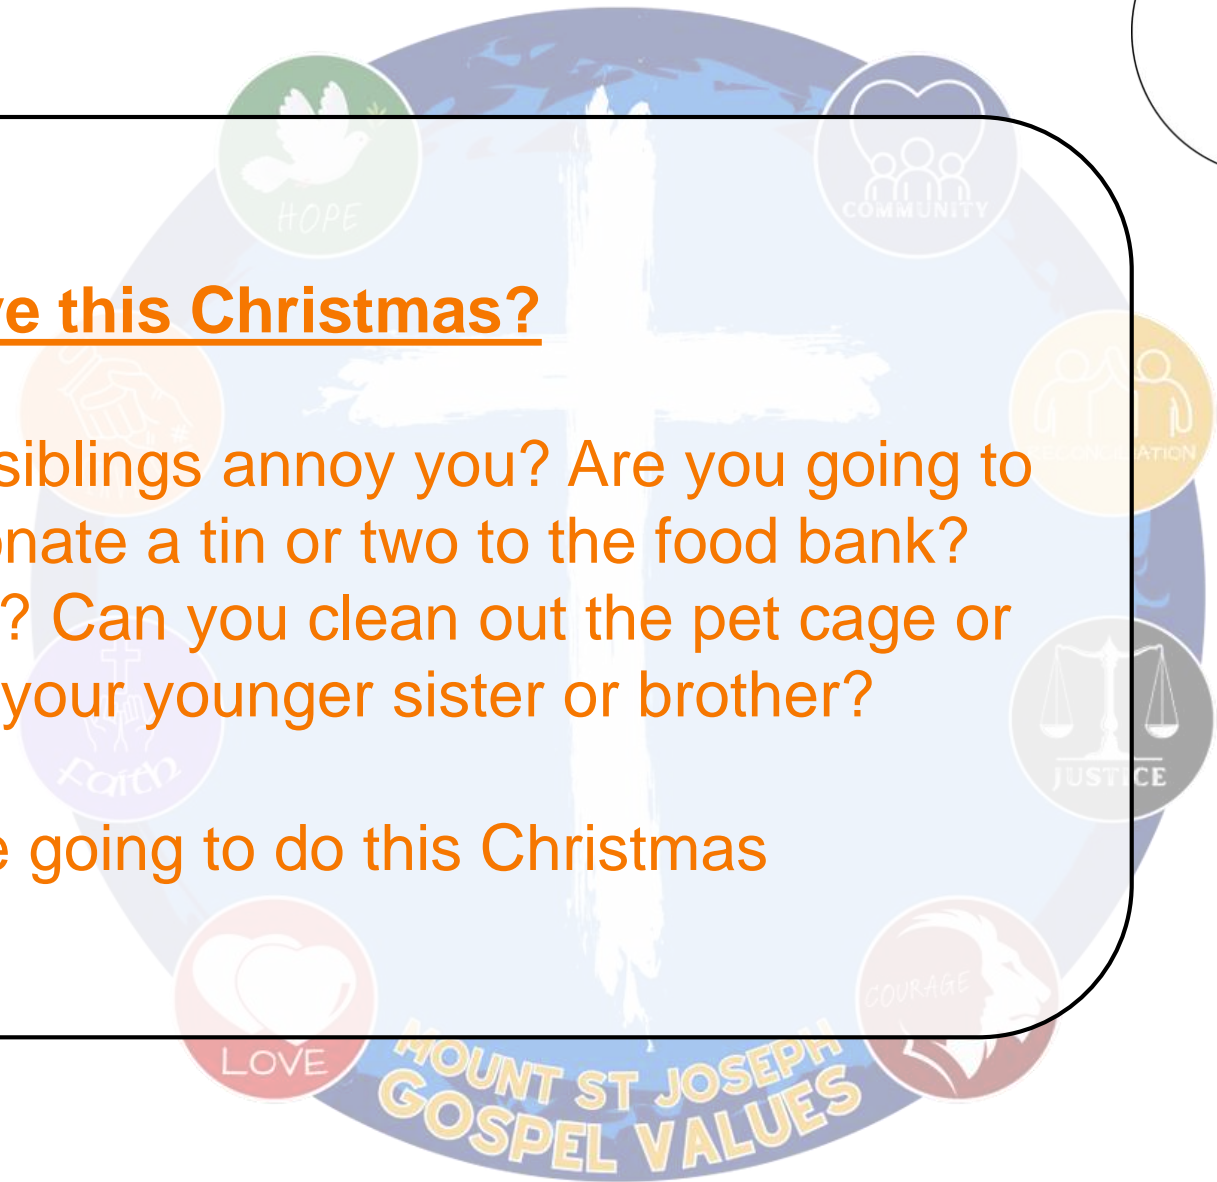 HOPE
COMMUNITY
ve this Christmas?
siblings annoy you? Are you going to
onate a tin or two to the food bank?
? Can you clean out the pet cage or
your younger sister or brother?
Faith
JUSTICE
e going to do this Christmas
COURAGE
LOVE
MOUNT ST JOSEPH
GOSPEL VALUES